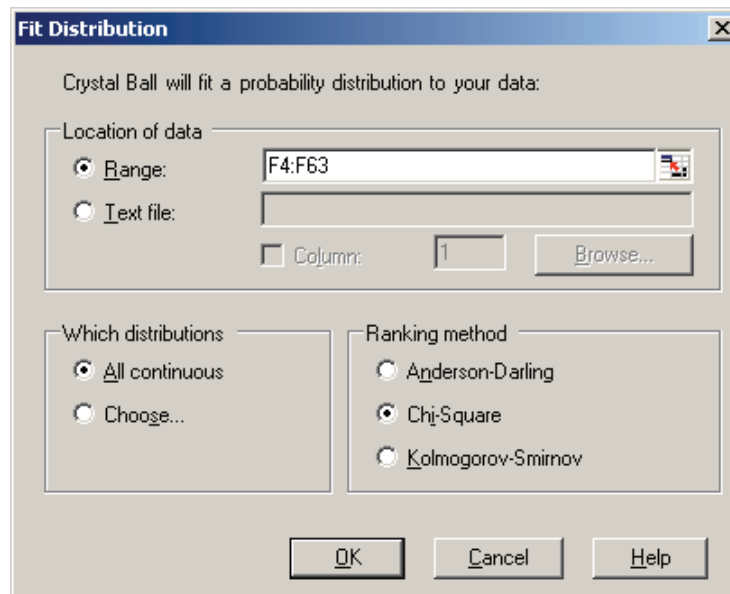 Fit Distribution
Crystal Ball will fit a probability distribution to your data:
Location of data
Range: F4:F63
Text file:
Column: 1 Browse...
Which distributions
All continuous
Choose...
Ranking method
Anderson-Darling
Chi-Square
Kolmogorov-Smirnov
OK Cancel Help